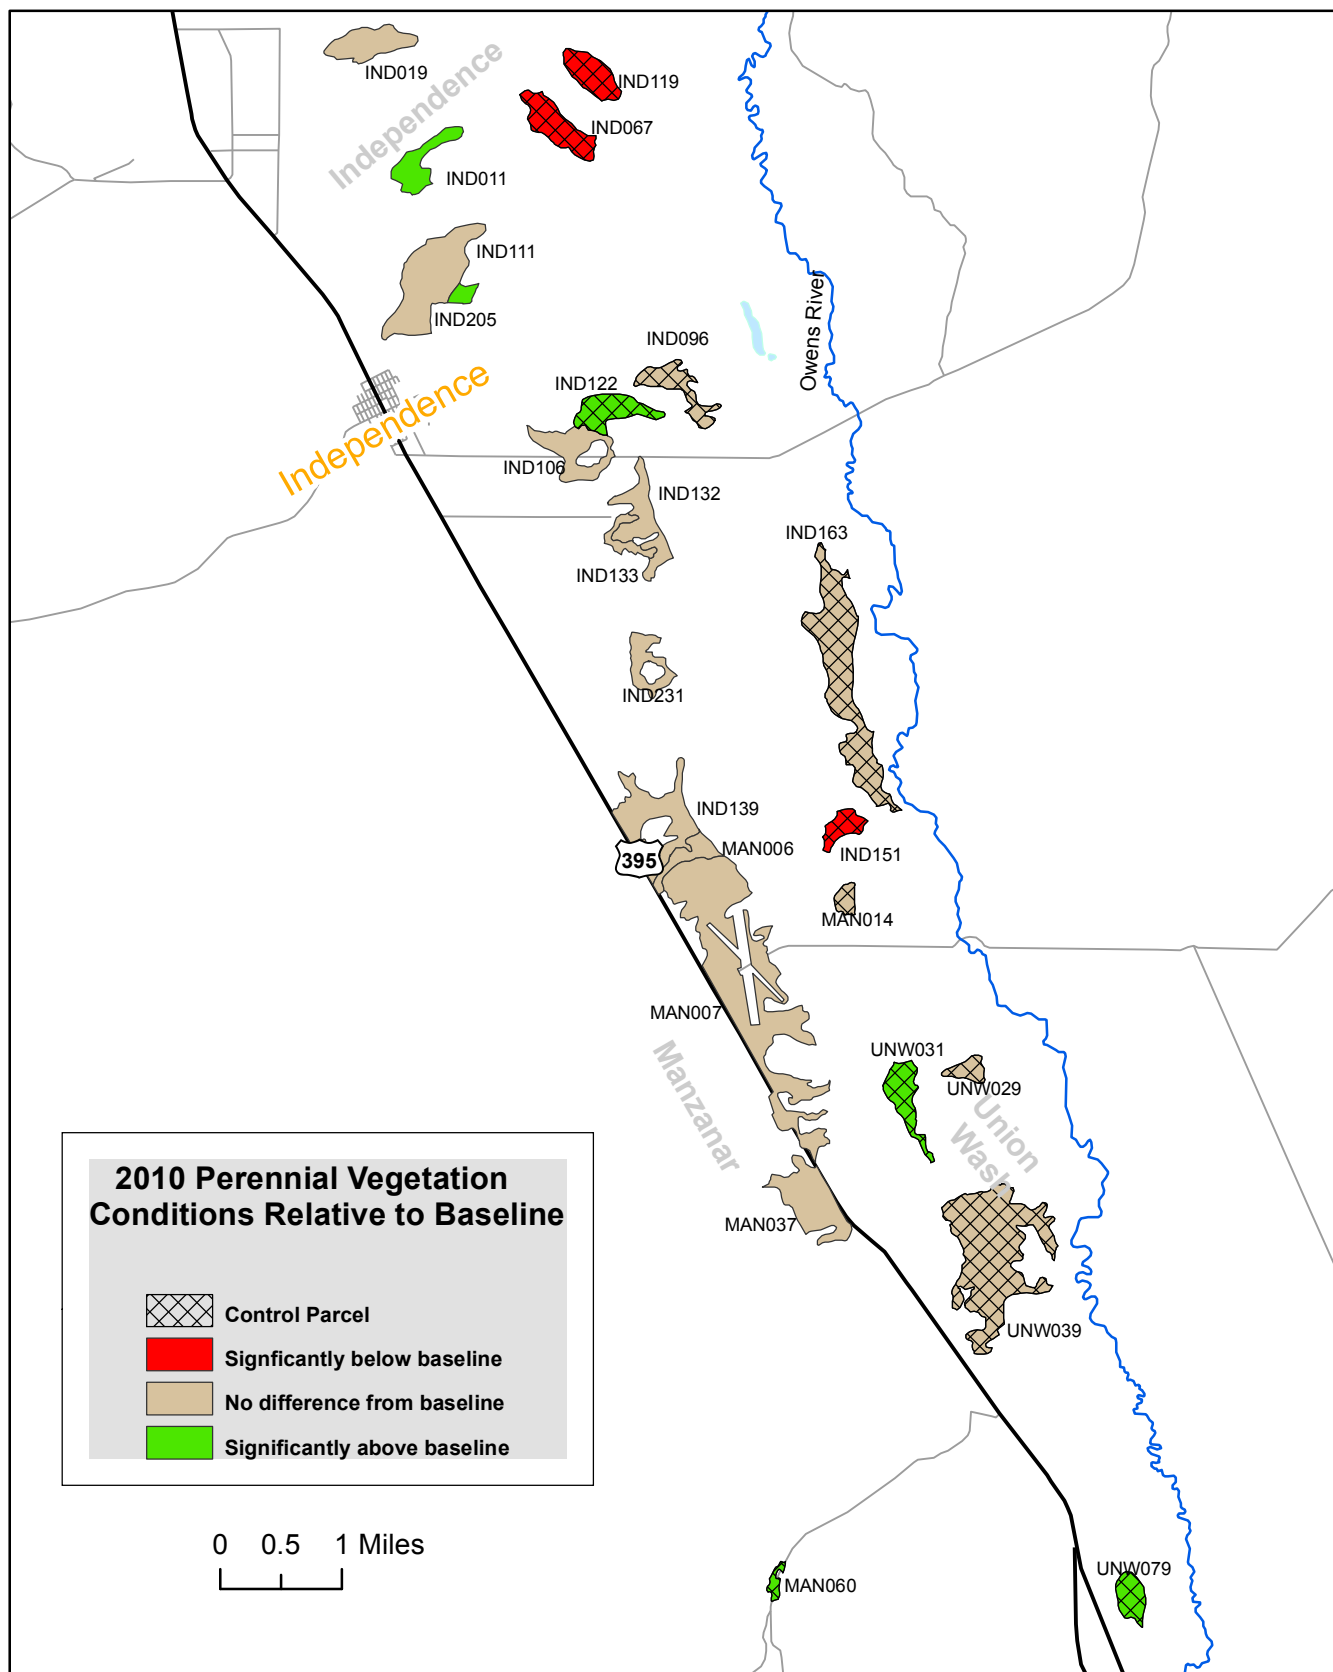 IND019
Independence
IND119
IND067
IND011
IND111
IND205
Owens River
IND096
IND122
Independence
IND106
IND132
IND163
IND133
IND231
IND139
MAN006
395
IND151
MAN014
MAN007
Manzanar
UNW031
UNW029
Union
Wash
MAN037
UNW039
2010 Perennial Vegetation
Conditions Relative to Baseline
Control Parcel
Signficantly below baseline
No difference from baseline
Significantly above baseline
0 0.5 1 Miles
MAN060
UNW079